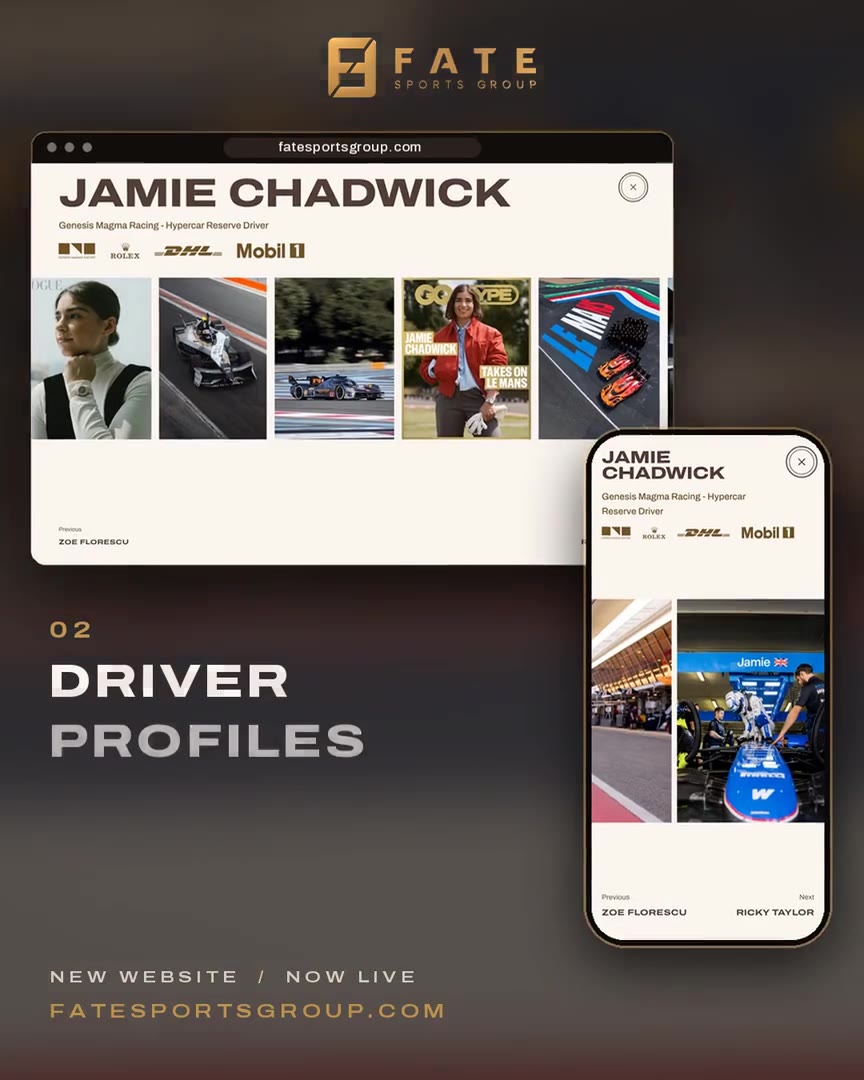 FATE
SPORTS GROUP
fatesportsgroup.com
JAMIE CHADWICK
Genesis Magma Racing - Hypercar Reserve Driver
ROLEX
DHL
Mobil 1
VOGUE
GQ HYPE
JAMIE
CHADWICK
TAKES ON
LE MANS
LE MANS
Previous
ZOE FLORESCU
JAMIE
CHADWICK
Genesis Magma Racing - Hypercar
Reserve Driver
ROLEX
DHL
Mobil 1
Jamie
PIRELLI
W
Previous
Next
ZOE FLORESCU
RICKY TAYLOR
02
DRIVER
PROFILES
NEW WEBSITE / NOW LIVE
FATESPORTSGROUP.COM